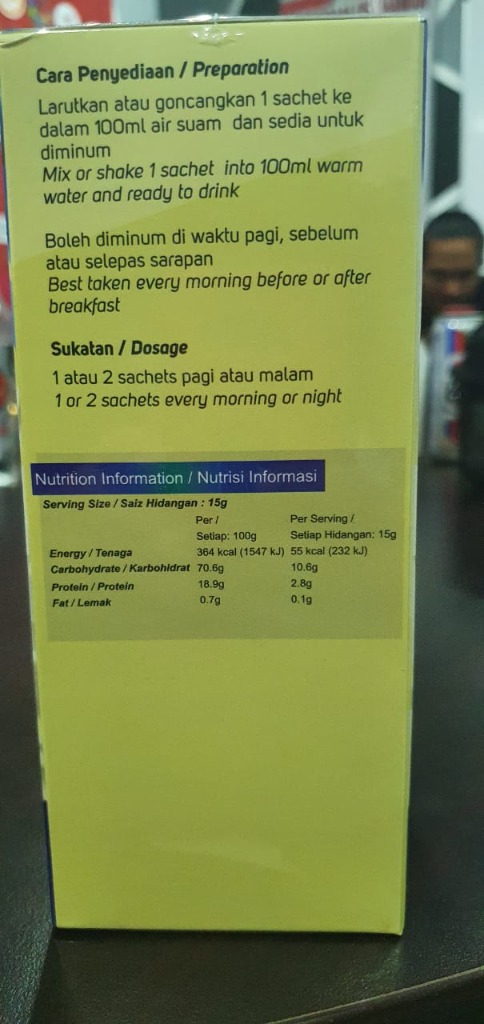 Cara Penyediaan / Preparation
Larutkan atau goncangkan 1 sachet ke
dalam 100ml air suam dan sedia untuk
diminum
Mix or shake 1 sachet into 100ml warm
water and ready to drink
Boleh diminum di waktu pagi, sebelum
atau selepas sarapan
Best taken every morning before or after
breakfast
Sukatan / Dosage
1 atau 2 sachets pagi atau malam
1 or 2 sachets every morning or night
Nutrition Information / Nutrisi Informasi
Serving Size / Saiz Hidangan : 15g
Per / Per Serving /
Setiap: 100g Setiap Hidangan: 15g
Energy / Tenaga 364 kcal (1547 kJ) 55 kcal (232 kJ)
Carbohydrate / Karbohidrat 70.6g 10.6g
Protein / Protein 18.9g 2.8g
Fat / Lemak 0.7g 0.1g